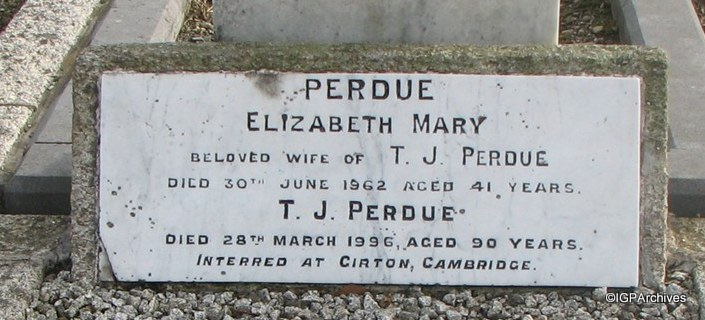 PERDUE
ELIZABETH MARY
BELOVED WIFE OF T. J. PERDUE
DIED 30TH JUNE 1962 AGED 41 YEARS.
T. J. PERDUE
DIED 28TH MARCH 1996, AGED 90 YEARS.
INTERRED AT GIRTON, CAMBRIDGE.
©IGPArchives